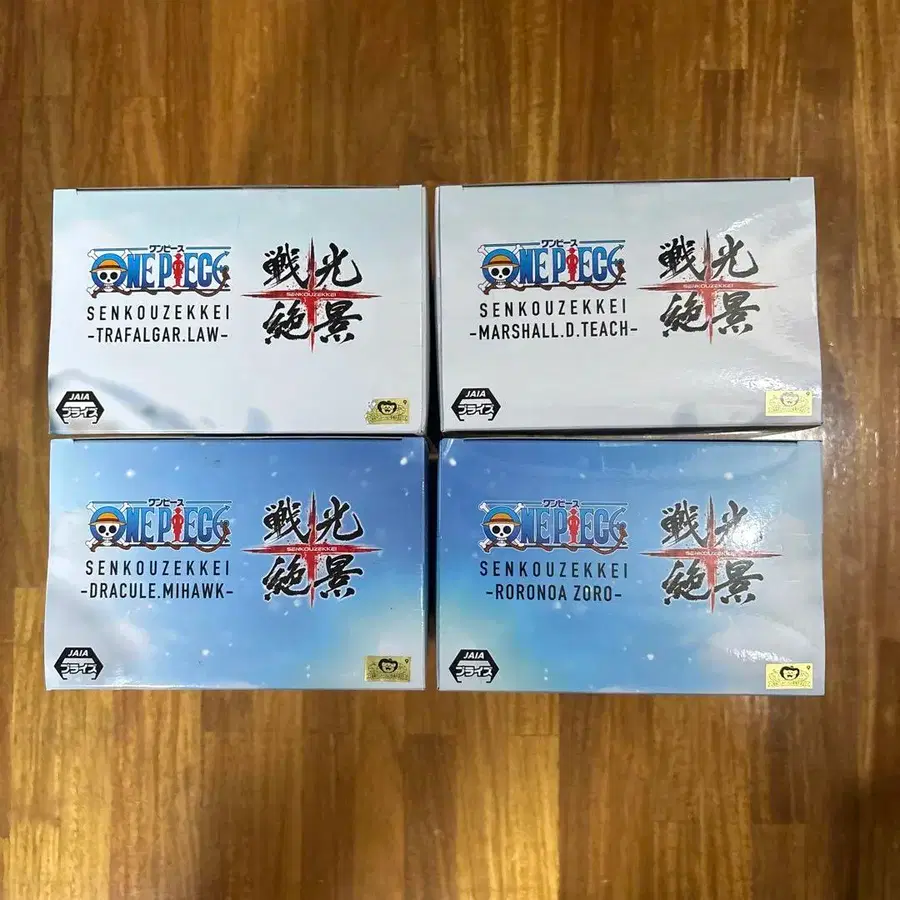 ワンピース
ONE PIECE
SENKOUZEKKEI
-TRAFALGAR.LAW-
戦光
SENKOUZEKKEI
絶景
JAIA
プライズ
ワンピース
ONE PIECE
SENKOUZEKKEI
-MARSHALL.D.TEACH-
戦光
SENKOUZEKKEI
絶景
JAIA
プライズ
ワンピース
ONE PIECE
SENKOUZEKKEI
-DRACULE.MIHAWK-
戦光
SENKOUZEKKEI
絶景
JAIA
プライズ
ワンピース
ONE PIECE
SENKOUZEKKEI
-RORONOA ZORO-
戦光
SENKOUZEKKEI
絶景
JAIA
プライズ